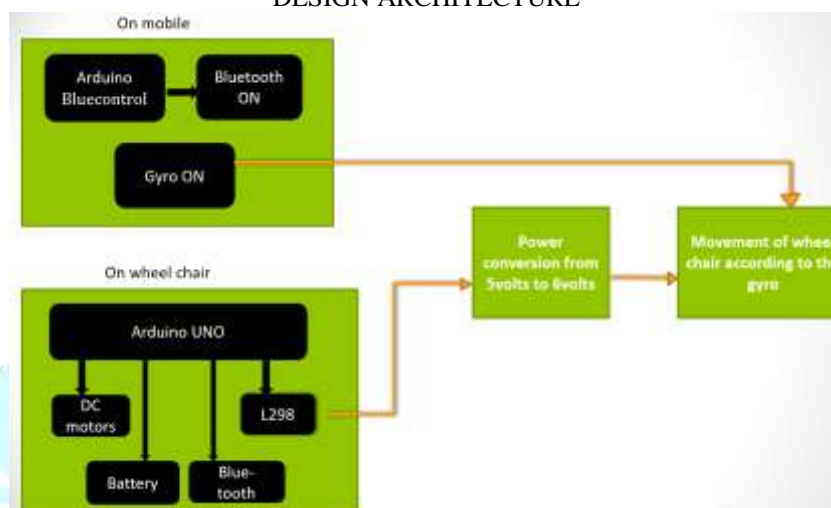 DESIGN ARCHITECTURE
On mobile
Arduino
Bluecontrol
Bluetooth
ON
Gyro ON
Power
conversion from
5volts to 6volts
Movement of whee
chair according to th
gyro
On wheel chair
Arduino UNO
DC
motors
L298
Battery
Blue-
tooth